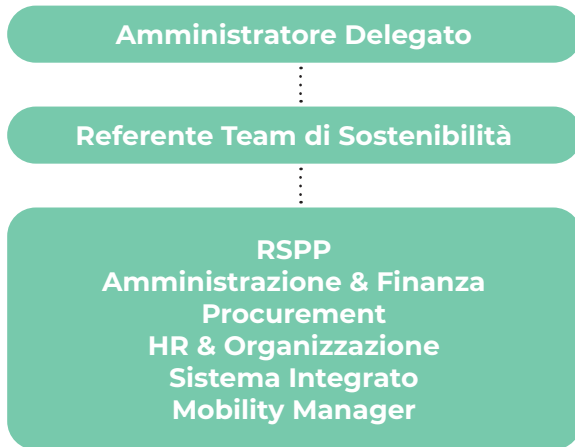 Amministratore Delegato
Referente Team di Sostenibilità
RSPP
Amministrazione & Finanza
Procurement
HR & Organizzazione
Sistema Integrato
Mobility Manager